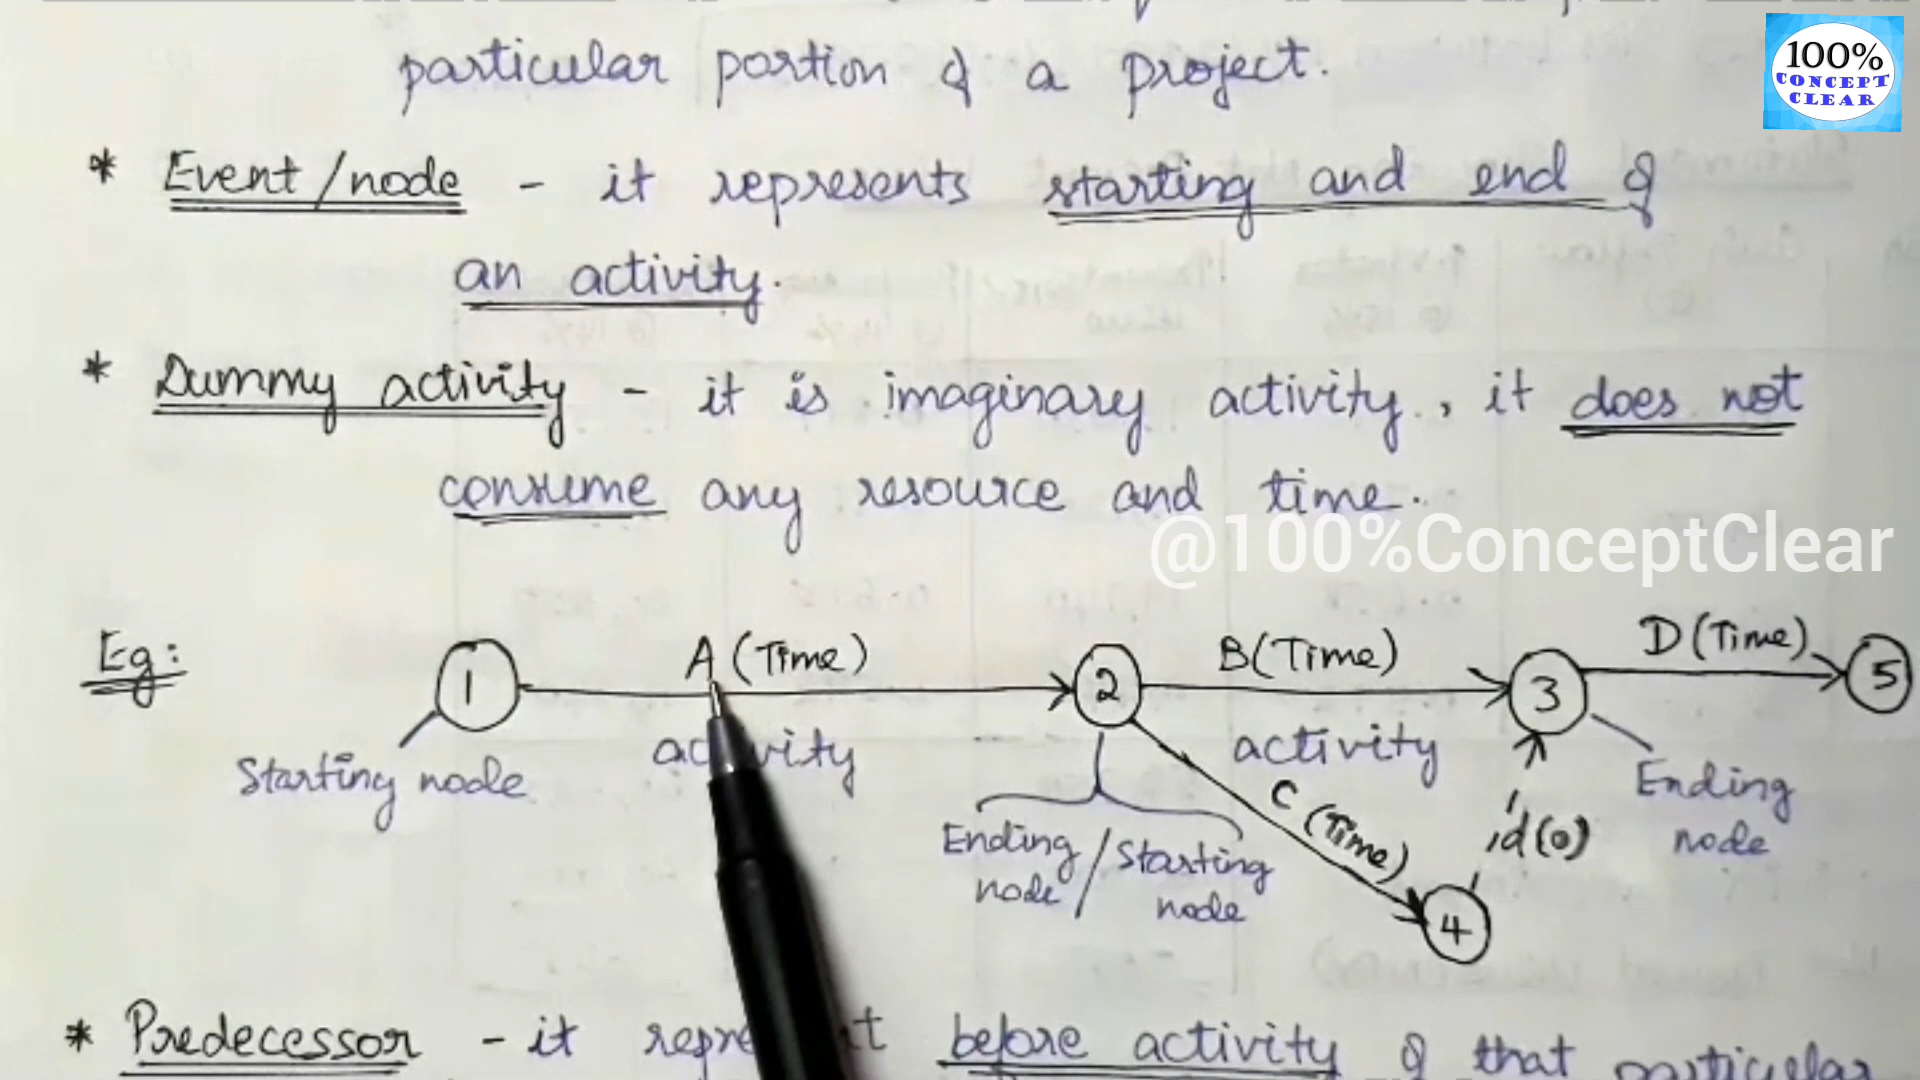 particular portion of a project.
100%
CONCEPT
CLEAR
* Event/node - it represents starting and end of
an activity.
* Dummy activity - it is imaginary activity, it does not
consume any resource and time.
@100%ConceptClear
Eg:
1 A (Time) 2 B(Time) 3 D(Time) 5
activity activity
Starting node
C (Time)
d(0)
Ending node / Starting node
Ending node
4
* Predecessor - it before activity of that particular